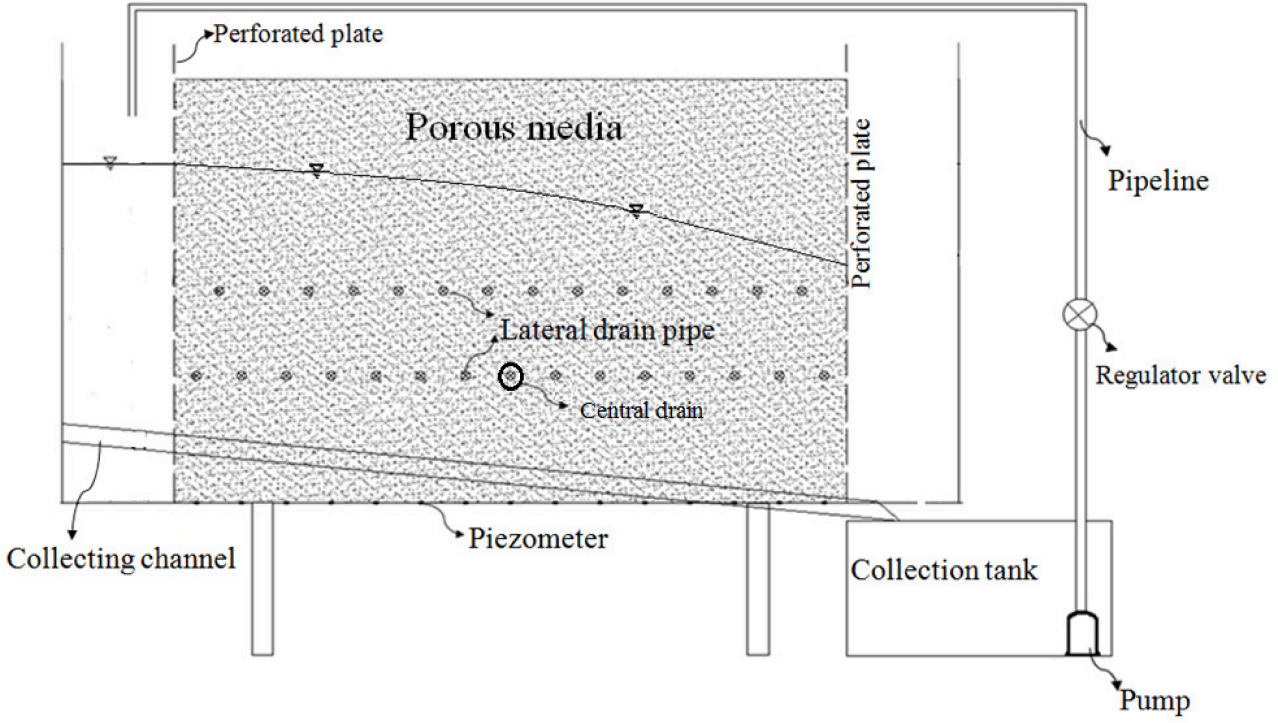 Perforated plate
Porous media
Perforated plate
Pipeline
Lateral drain pipe
Regulator valve
Central drain
Piezometer
Collecting channel
Collection tank
Pump